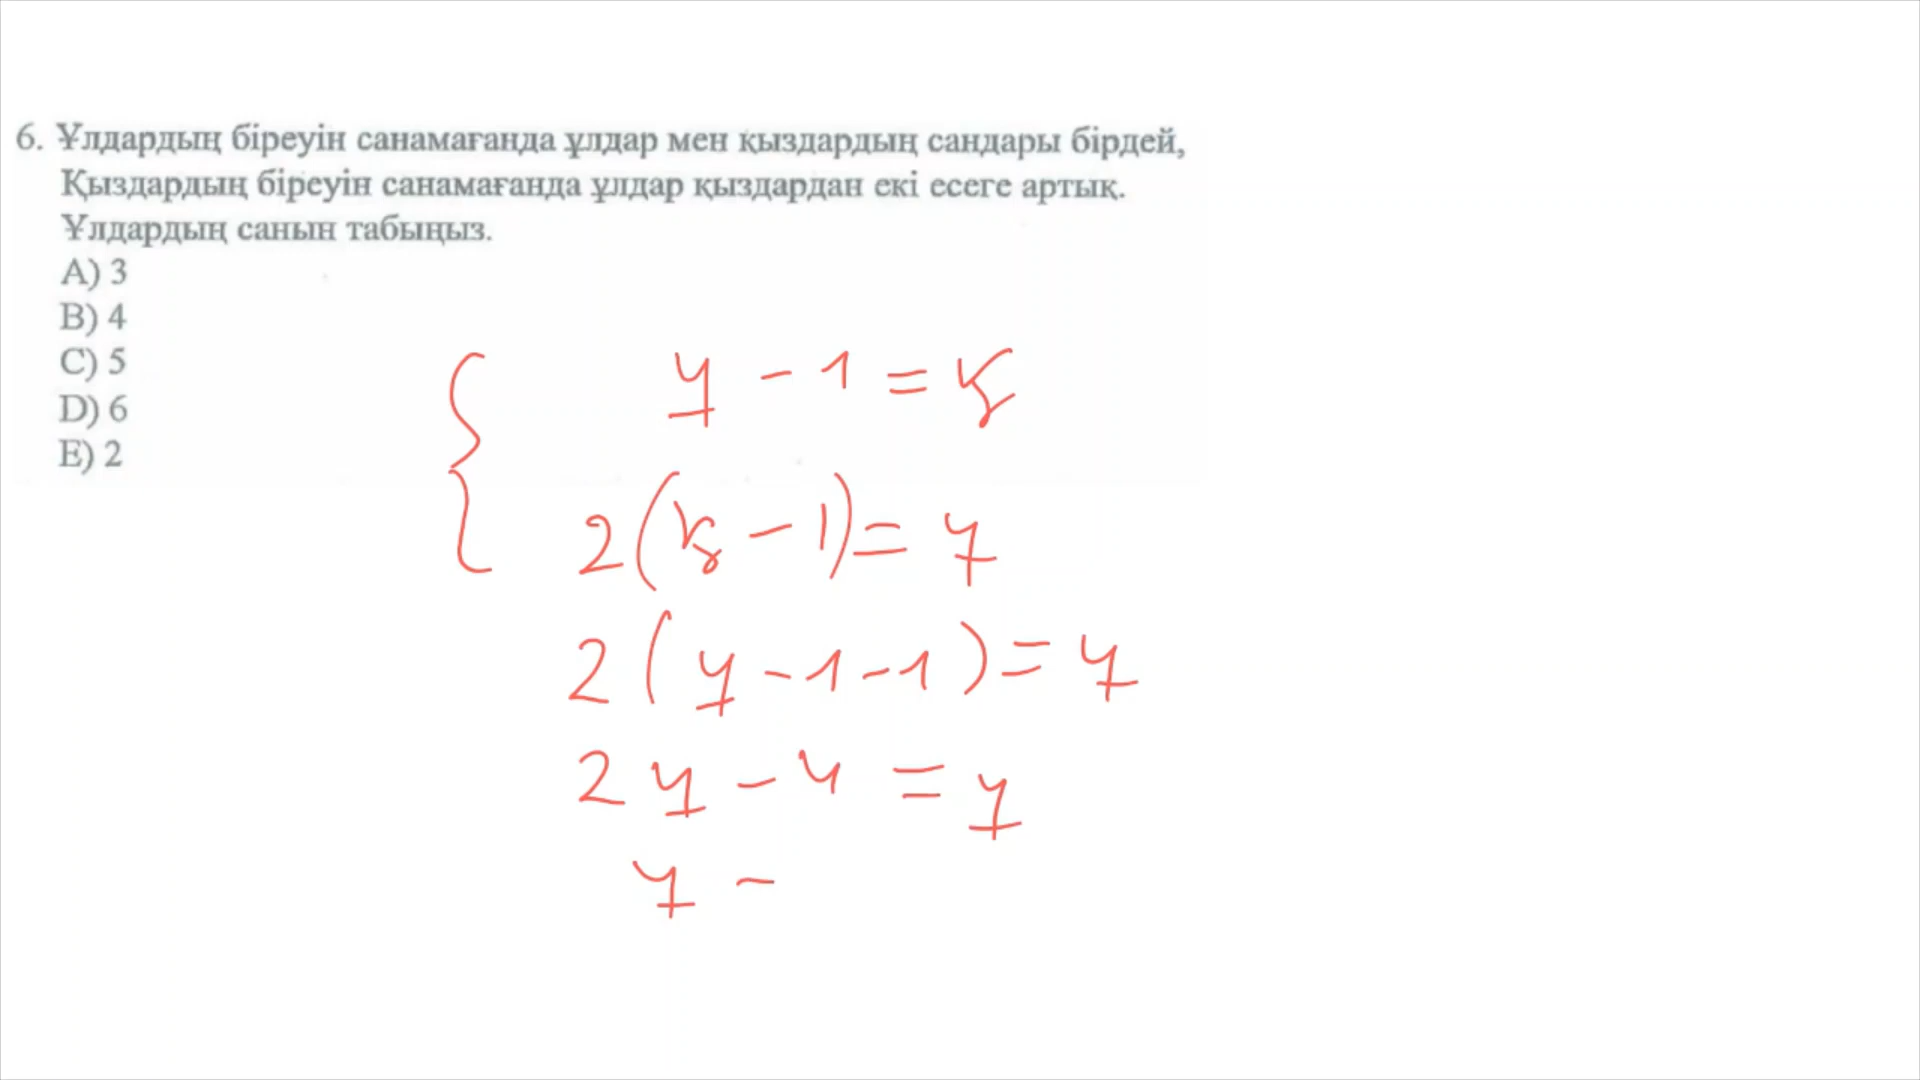 6. Ұлдардың біреуін санамағанда ұлдар мен қыздардың сандары бірдей,
Қыздардың біреуін санамағанда ұлдар қыздардан екі есеге артық.
Ұлдардың санын табыңыз.
A) 3
B) 4
C) 5
D) 6
E) 2
Ұ - 1 = Қ
2(Қ - 1) = Ұ
2(Ұ - 1 - 1) = Ұ
2Ұ - 4 = Ұ
Ұ -